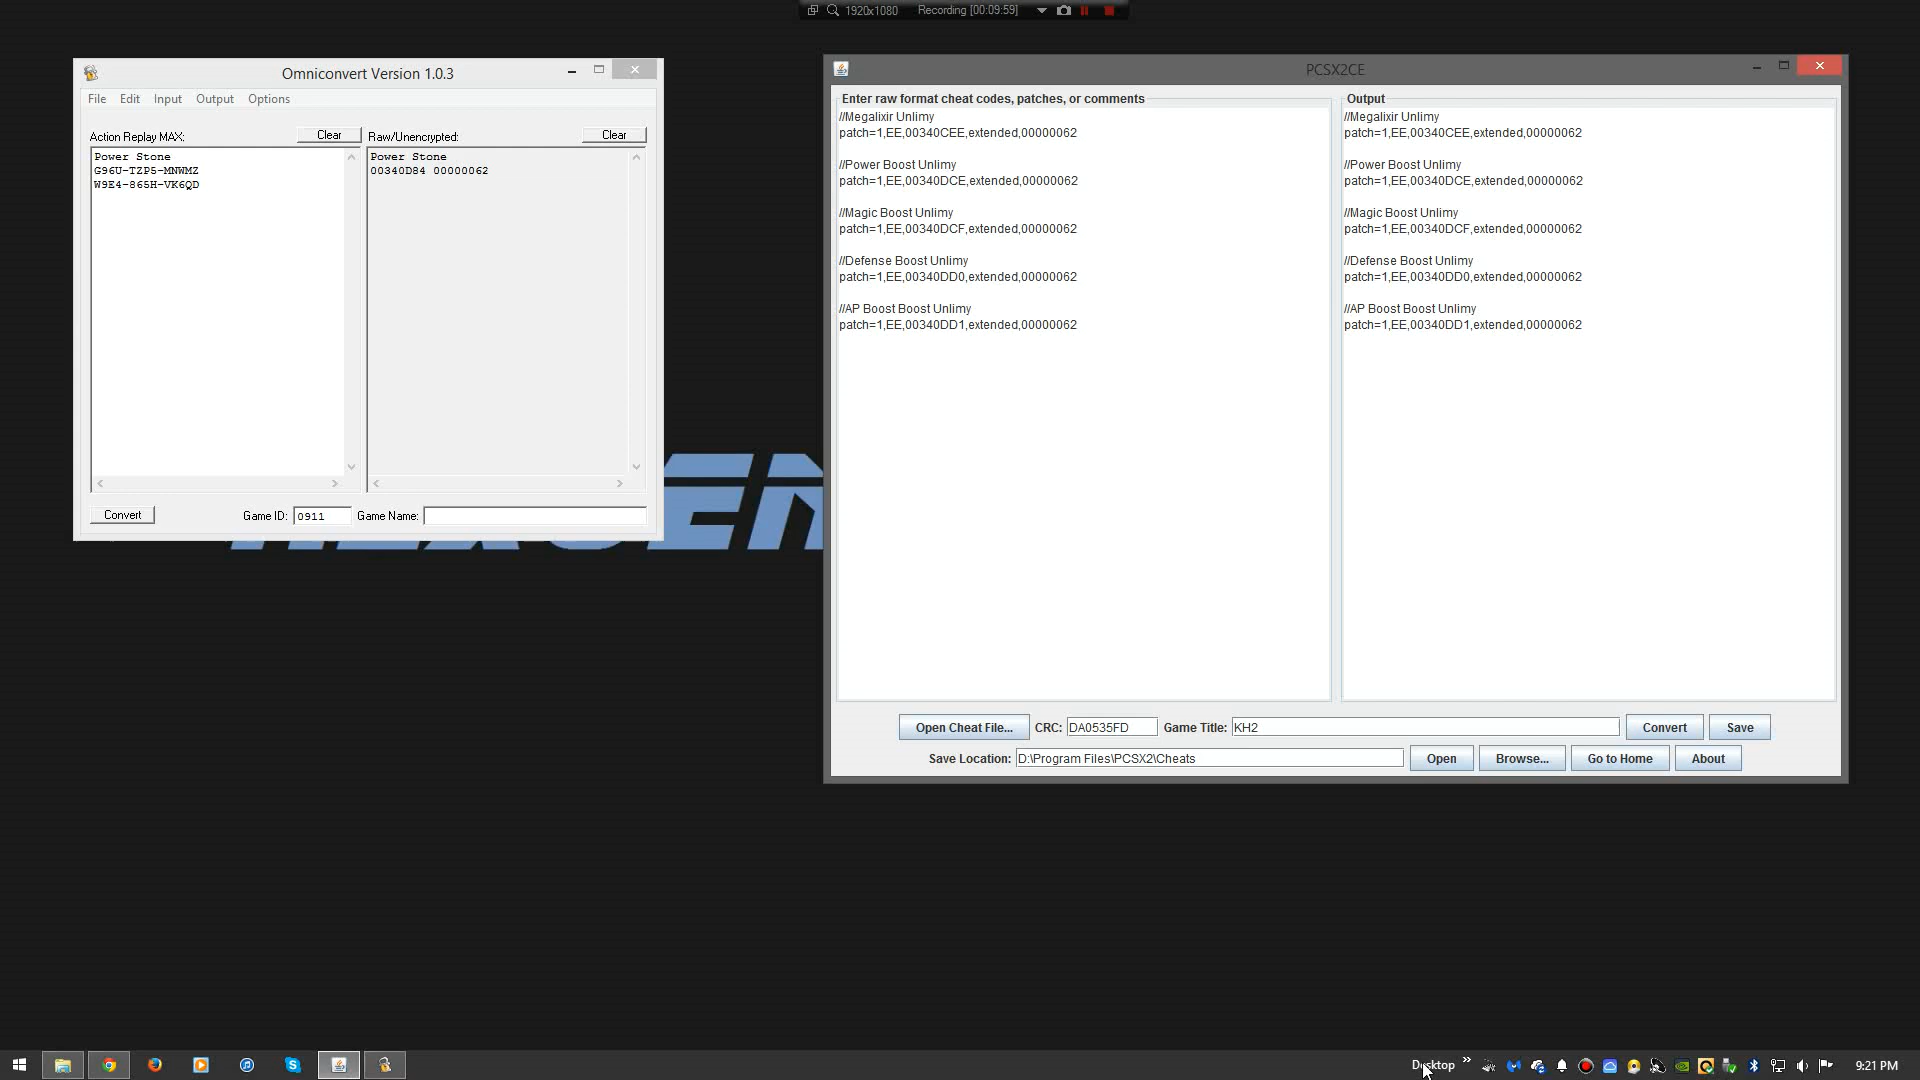 1920x1080 Recording [00:09:59]
Omniconvert Version 1.0.3
File Edit Input Output Options
Action Replay MAX: Clear Raw/Unencrypted: Clear
Power Stone
G96U-TZP5-MNWMZ
W9E4-865H-VK6QD
Power Stone
00340D84 00000062
Convert Game ID: 0911 Game Name:
PCSX2CE
Enter raw format cheat codes, patches, or comments
//Megalixir Unlimy
patch=1,EE,00340CEE,extended,00000062
//Power Boost Unlimy
patch=1,EE,00340DCE,extended,00000062
//Magic Boost Unlimy
patch=1,EE,00340DCF,extended,00000062
//Defense Boost Unlimy
patch=1,EE,00340DD0,extended,00000062
//AP Boost Boost Unlimy
patch=1,EE,00340DD1,extended,00000062
Output
//Megalixir Unlimy
patch=1,EE,00340CEE,extended,00000062
//Power Boost Unlimy
patch=1,EE,00340DCE,extended,00000062
//Magic Boost Unlimy
patch=1,EE,00340DCF,extended,00000062
//Defense Boost Unlimy
patch=1,EE,00340DD0,extended,00000062
//AP Boost Boost Unlimy
patch=1,EE,00340DD1,extended,00000062
Open Cheat File... CRC: DA0535FD Game Title: KH2 Convert Save
Save Location: D:\Program Files\PCSX2\Cheats Open Browse... Go to Home About
Desktop 9:21 PM